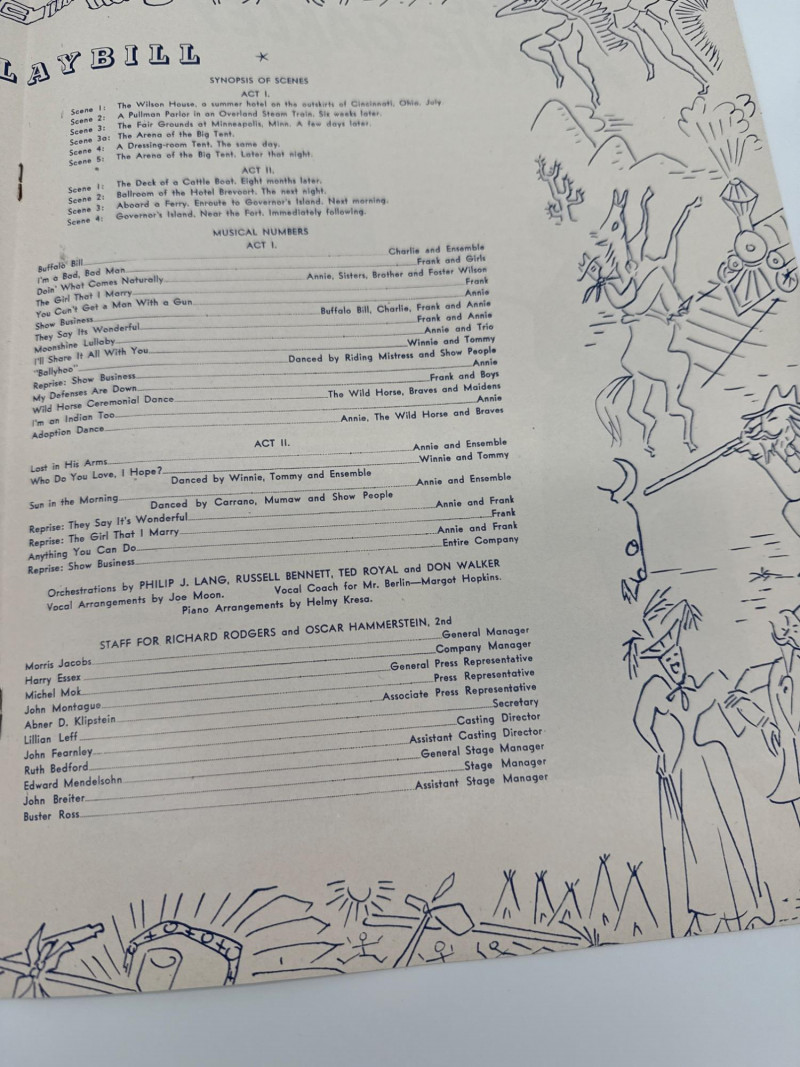 LAYBILL
SYNOPSIS OF SCENES
ACT I.
Scene 1: The Wilson House, a summer hotel on the outskirts of Cincinnati, Ohio. July.
Scene 2: A Pullman Parlor in an Overland Steam Train. Six weeks later.
Scene 3: The Fair Grounds at Minneapolis, Minn. A few days later.
Scene 3a: The Arena of the Big Tent.
Scene 4: A Dressing-room Tent. The same day.
Scene 5: The Arena of the Big Tent. Later that night.
ACT II.
Scene 1: The Deck of a Cattle Boat. Eight months later.
Scene 2: Ballroom of the Hotel Brevoort. The next night.
Scene 3: Aboard a Ferry. Enroute to Governor's Island. Next morning.
Scene 4: Governor's Island. Near the Fort. Immediately following.
MUSICAL NUMBERS
ACT I.
Buffalo Bill Charlie and Ensemble
I'm a Bad, Bad Man Frank and Girls
Doin' What Comes Naturally Annie, Sisters, Brother and Foster Wilson
The Girl That I Marry Frank
You Can't Get a Man With a Gun Annie
Show Business Buffalo Bill, Charlie, Frank and Annie
They Say Its Wonderful Frank and Annie
Moonshine Lullaby Annie and Trio
I'll Share It All With You Winnie and Tommy
"Ballyhoo" Danced by Riding Mistress and Show People
Reprise: Show Business Annie
My Defenses Are Down Frank and Boys
Wild Horse Ceremonial Dance The Wild Horse, Braves and Maidens
I'm an Indian Too Annie
Adoption Dance Annie, The Wild Horse and Braves
ACT II.
Lost in His Arms Annie and Ensemble
Who Do You Love, I Hope? Winnie and Tommy
Danced by Winnie, Tommy and Ensemble
Sun in the Morning Annie and Ensemble
Danced by Carrano, Mumaw and Show People
Reprise: They Say It's Wonderful Annie and Frank
Reprise: The Girl That I Marry Frank
Anything You Can Do Annie and Frank
Reprise: Show Business Entire Company
Orchestrations by PHILIP J. LANG, RUSSELL BENNETT, TED ROYAL and DON WALKER
Vocal Arrangements by Joe Moon. Vocal Coach for Mr. Berlin—Margot Hopkins.
Piano Arrangements by Helmy Kresa.
STAFF FOR RICHARD RODGERS and OSCAR HAMMERSTEIN, 2nd
Morris Jacobs General Manager
Harry Essex Company Manager
Michel Mok General Press Representative
John Montague Press Representative
Abner D. Klipstein Associate Press Representative
Lillian Leff Secretary
John Fearnley Casting Director
Ruth Bedford Assistant Casting Director
Edward Mendelsohn General Stage Manager
John Breiter Stage Manager
Buster Ross Assistant Stage Manager